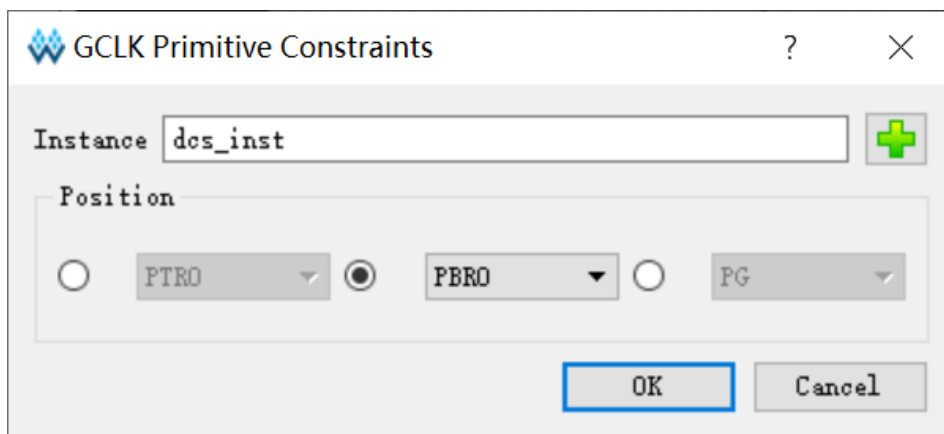 GCLK Primitive Constraints ?
Instance dcs_inst
Position
PTR0 PBR0 PG
OK Cancel